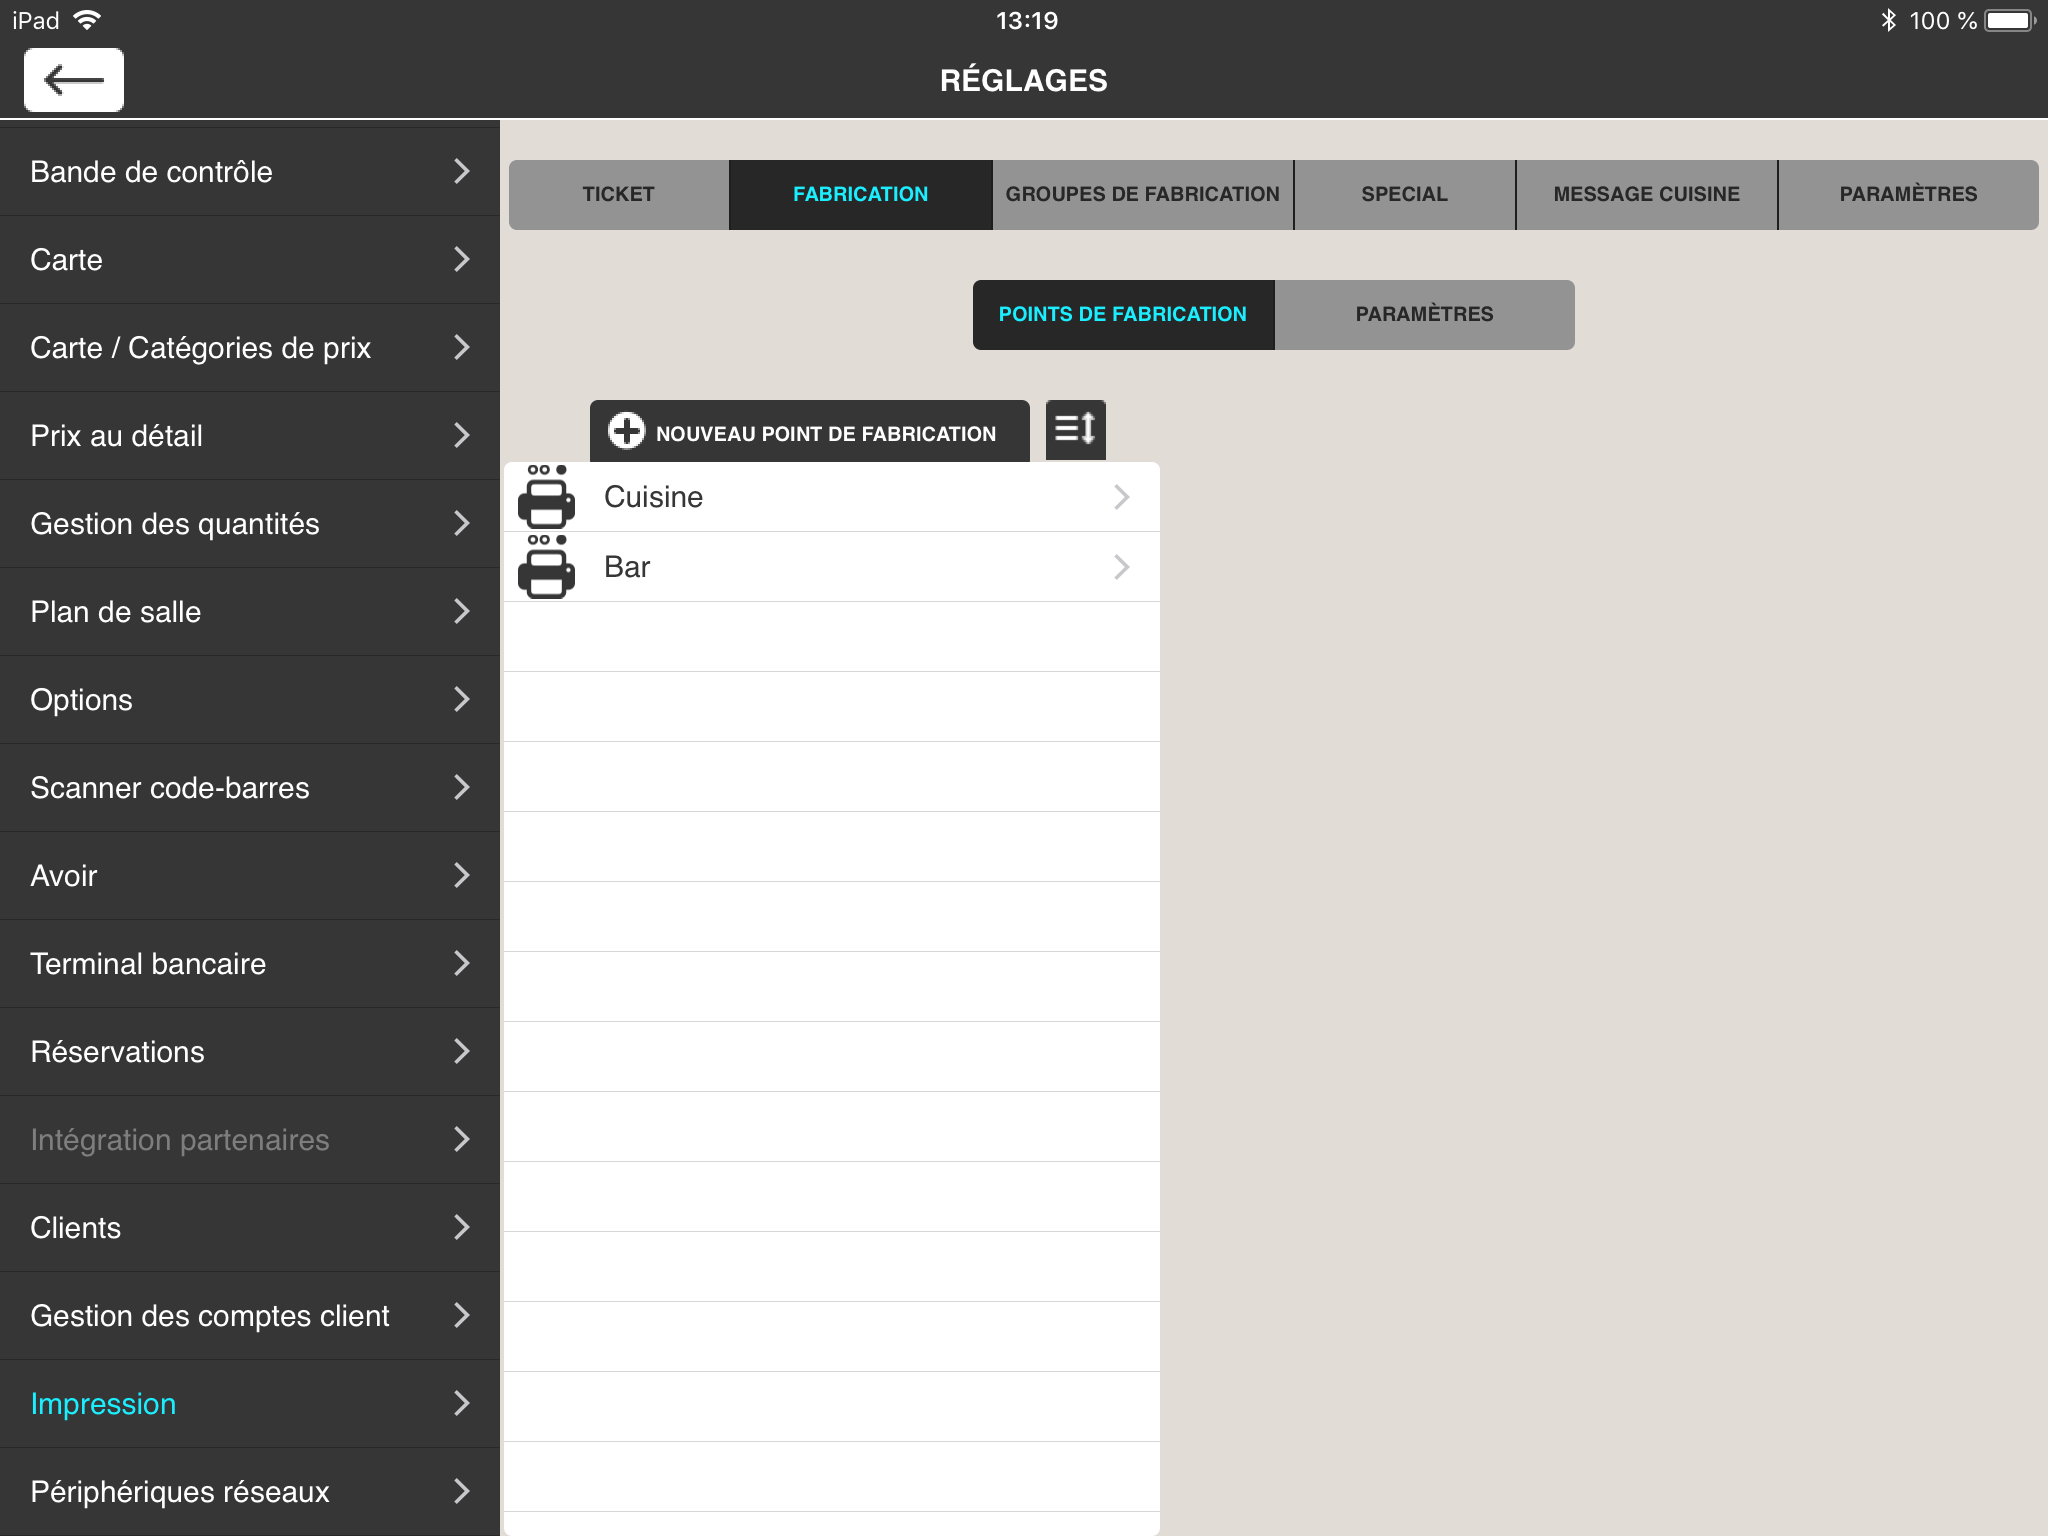 iPad
13:19
100 %
RÉGLAGES
Bande de contrôle
Carte
Carte / Catégories de prix
Prix au détail
Gestion des quantités
Plan de salle
Options
Scanner code-barres
Avoir
Terminal bancaire
Réservations
Intégration partenaires
Clients
Gestion des comptes client
Impression
Périphériques réseaux
TICKET
FABRICATION
GROUPES DE FABRICATION
SPECIAL
MESSAGE CUISINE
PARAMÈTRES
POINTS DE FABRICATION
PARAMÈTRES
NOUVEAU POINT DE FABRICATION
Cuisine
Bar